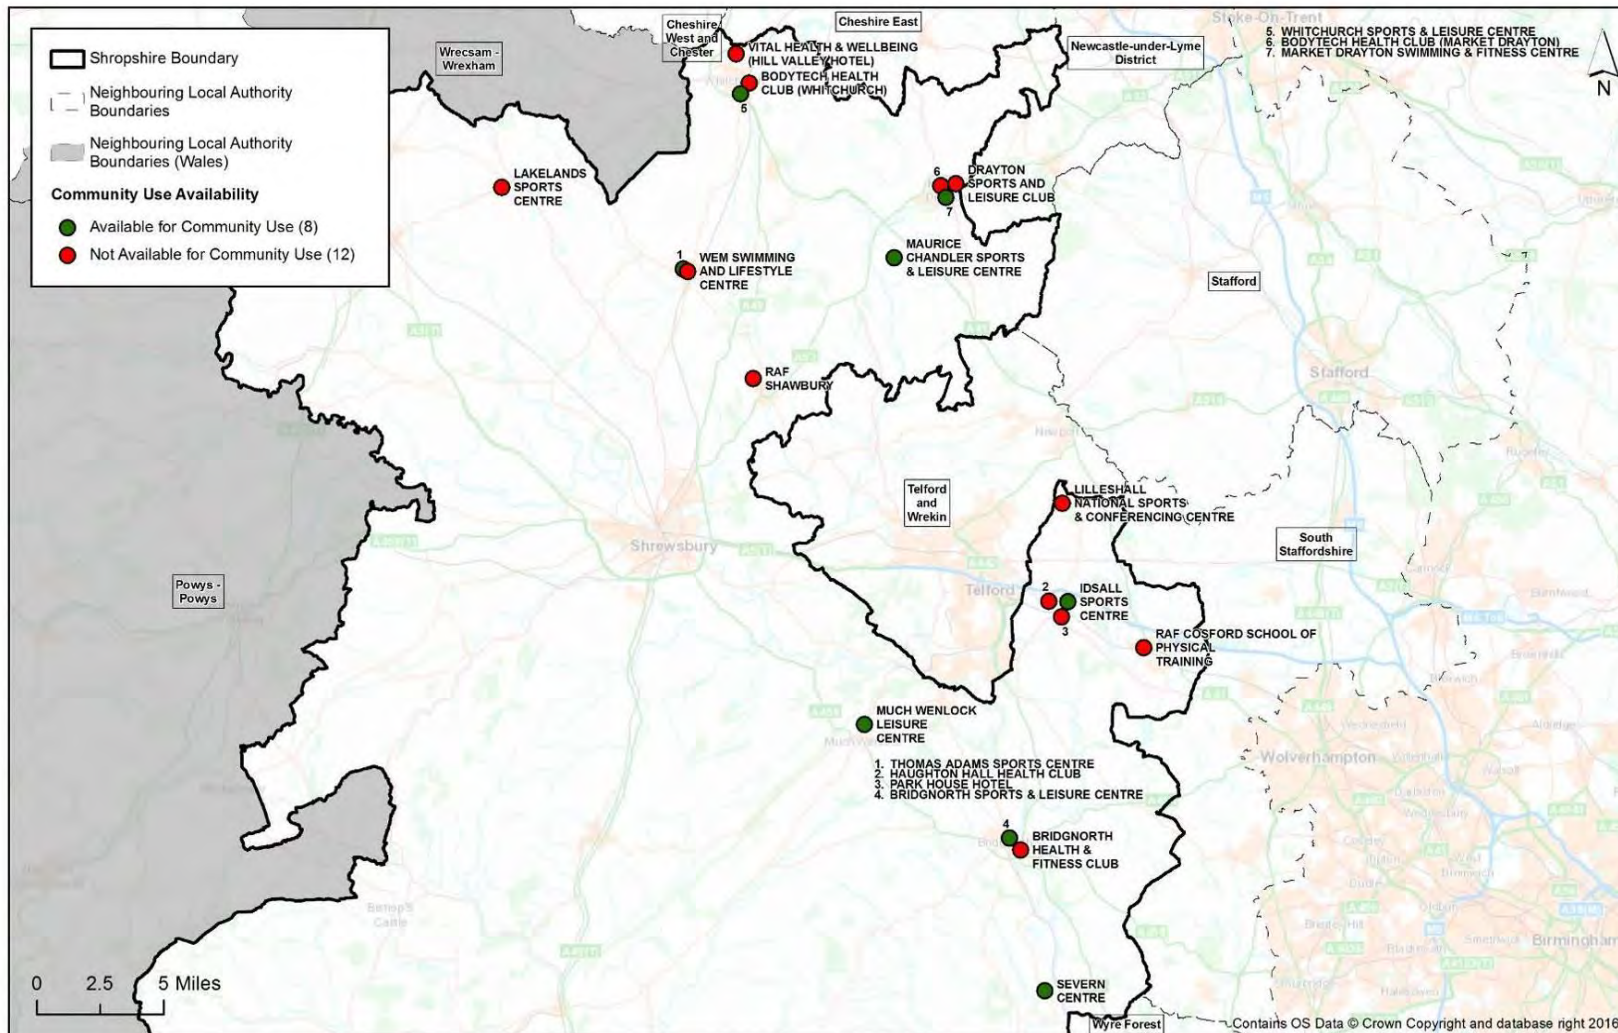 Shropshire Boundary
Neighbouring Local Authority
Boundaries
Neighbouring Local Authority
Boundaries (Wales)
Community Use Availability
Available for Community Use (8)
Not Available for Community Use (12)
Wrecsam -
Wrexham
Cheshire
West and
Chester
Cheshire East
Newcastle-under-Lyme
District
Stoke-On-Trent
5. WHITCHURCH SPORTS & LEISURE CENTRE
6. BODYTECH HEALTH CLUB (MARKET DRAYTON)
7. MARKET DRAYTON SWIMMING & FITNESS CENTRE
N
VITAL HEALTH & WELLBEING
(HILL VALLEY HOTEL)
BODYTECH HEALTH
CLUB (WHITCHURCH)
5
LAKELANDS
SPORTS
CENTRE
6
DRAYTON
SPORTS AND
LEISURE CLUB
7
1
WEM SWIMMING
AND LIFESTYLE
CENTRE
MAURICE
CHANDLER SPORTS
& LEISURE CENTRE
Stafford
RAF
SHAWBURY
Stafford
Telford
and
Wrekin
LILLESHALL
NATIONAL SPORTS
& CONFERENCING CENTRE
South
Staffordshire
Shrewsbury
Powys -
Powys
Telford
2
IDSALL
SPORTS
CENTRE
3
RAF COSFORD SCHOOL OF
PHYSICAL
TRAINING
MUCH WENLOCK
LEISURE
CENTRE
Wolverhampton
1. THOMAS ADAMS SPORTS CENTRE
2. HAUGHTON HALL HEALTH CLUB
3. PARK HOUSE HOTEL
4. BRIDGNORTH SPORTS & LEISURE CENTRE
4
BRIDGNORTH
HEALTH &
FITNESS CLUB
Bishop's
Castle
Birmingham
SEVERN
CENTRE
0 2.5 5 Miles
Wyre Forest
Contains OS Data © Crown Copyright and database right 2016